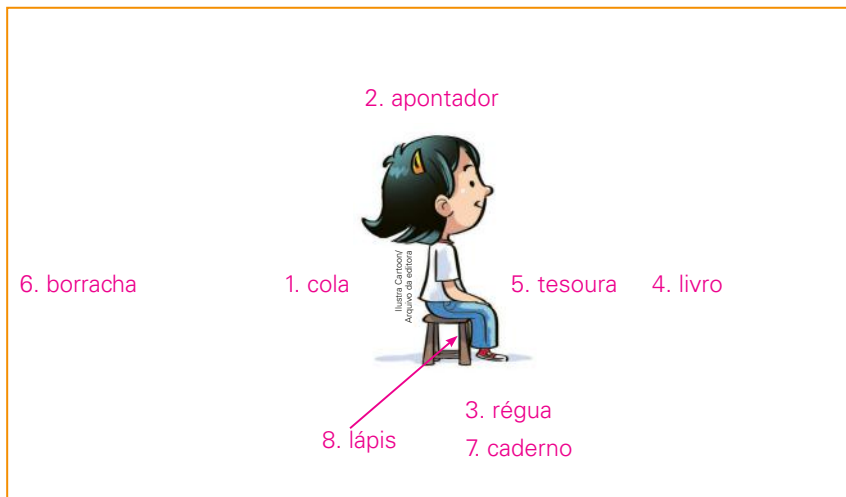 2. apontador
Ilustra Cartoon/
Arquivo da editora
6. borracha
1. cola
5. tesoura
4. livro
3. régua
8. lápis
7. caderno